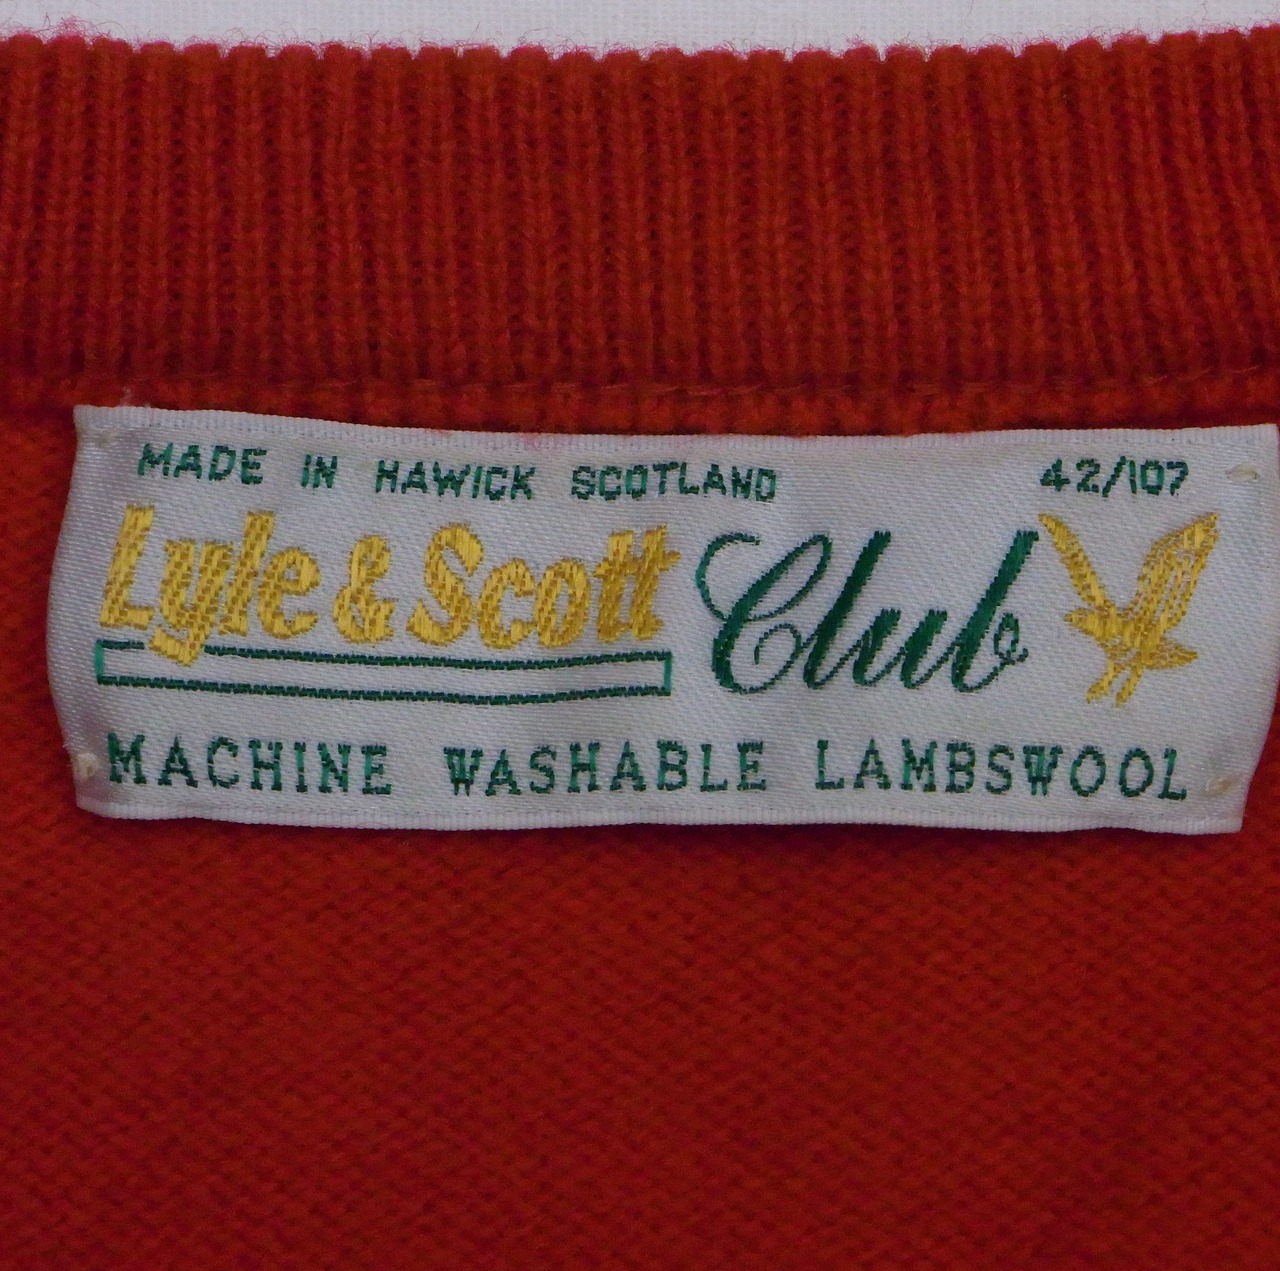 MADE IN HAWICK SCOTLAND 42/107
Lyle & Scott Club
MACHINE WASHABLE LAMBSWOOL